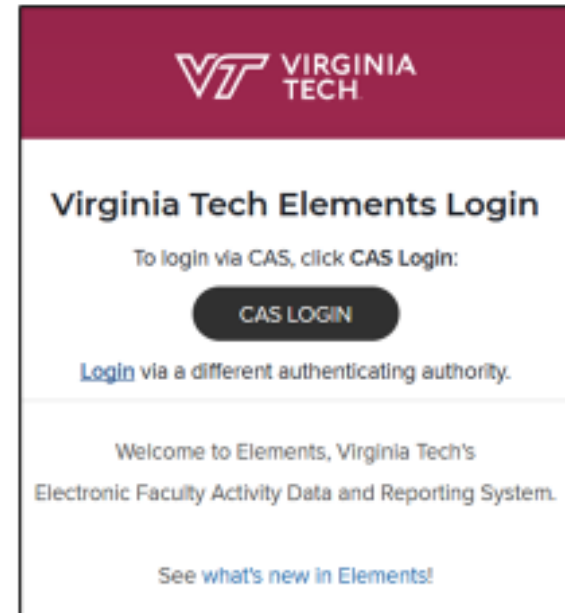 VT VIRGINIA
TECH.
Virginia Tech Elements Login
To login via CAS, click CAS Login:
CAS LOGIN
Login via a different authenticating authority.
Welcome to Elements, Virginia Tech's
Electronic Faculty Activity Data and Reporting System.
See what's new in Elements!